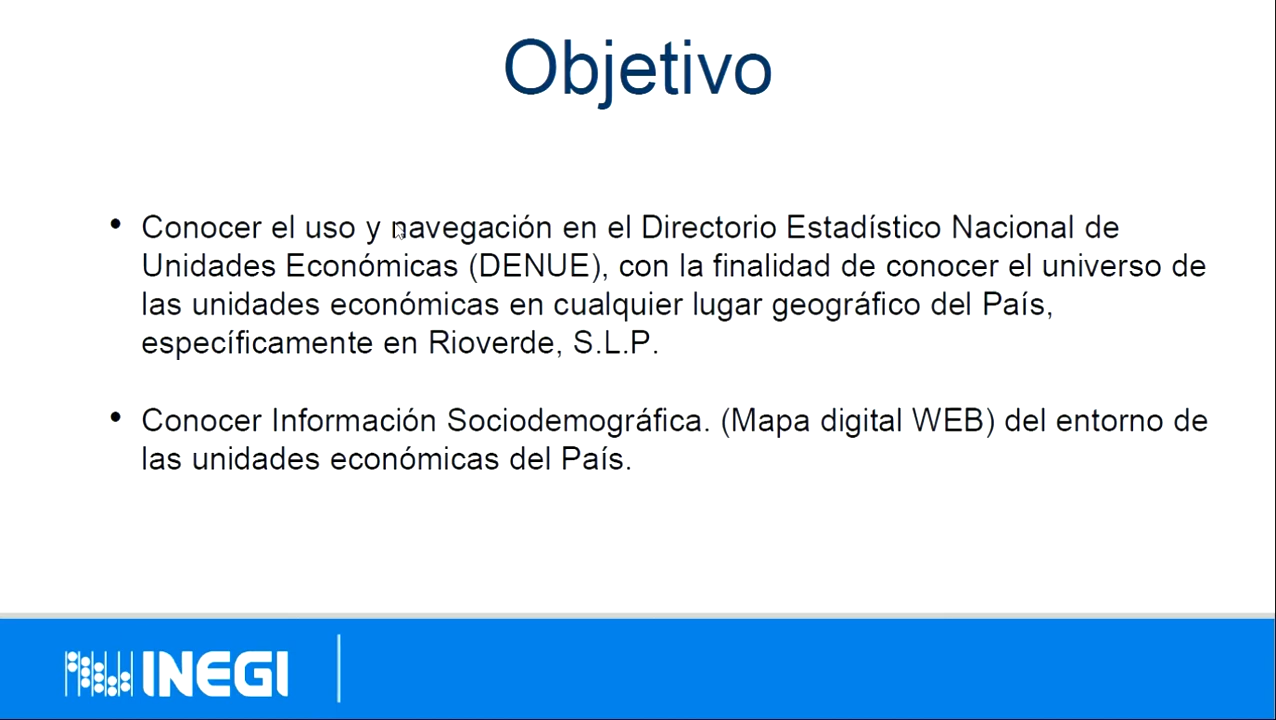 Objetivo
• Conocer el uso y navegación en el Directorio Estadístico Nacional de
Unidades Económicas (DENUE), con la finalidad de conocer el universo de
las unidades económicas en cualquier lugar geográfico del País,
específicamente en Rioverde, S.L.P.
• Conocer Información Sociodemográfica. (Mapa digital WEB) del entorno de
las unidades económicas del País.
INEGI